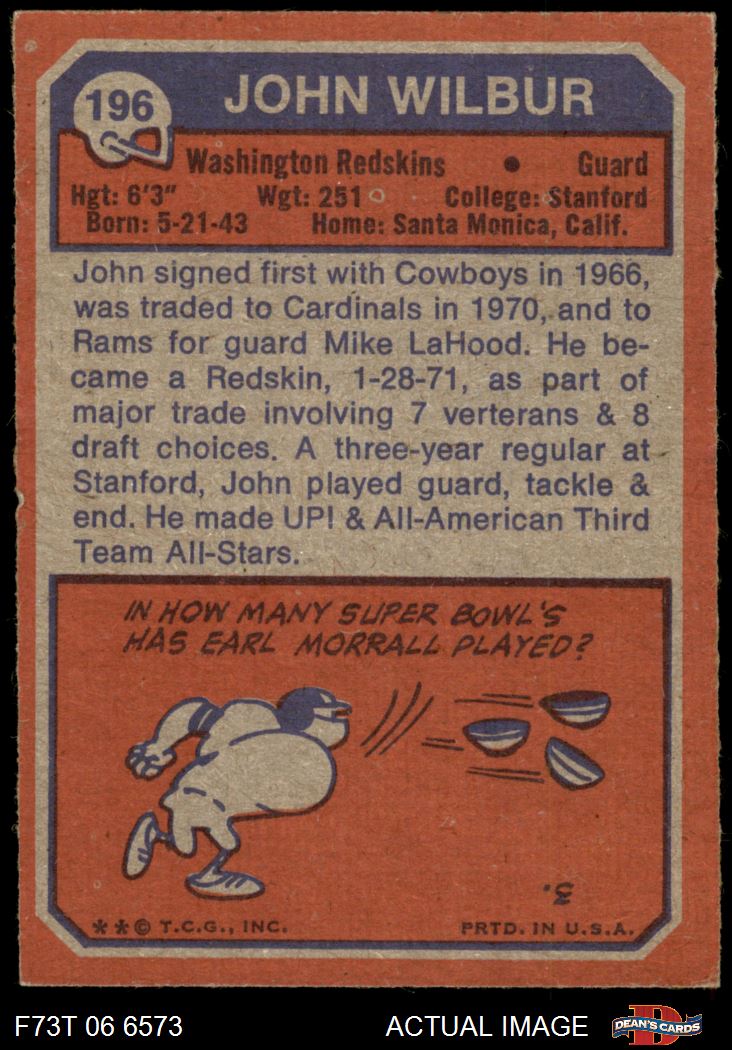 196 JOHN WILBUR
Washington Redskins • Guard
Hgt: 6'3" Wgt: 251 College: Stanford
Born: 5-21-43 Home: Santa Monica, Calif.
John signed first with Cowboys in 1966,
was traded to Cardinals in 1970, and to
Rams for guard Mike LaHood. He be-
came a Redskin, 1-28-71, as part of
major trade involving 7 verterans & 8
draft choices. A three-year regular at
Stanford, John played guard, tackle &
end. He made UPI & All-American Third
Team All-Stars.
IN HOW MANY SUPER BOWL'S
HAS EARL MORRALL PLAYED?
3.
**© T.C.G., INC. PRTD. IN U.S.A.
F73T 06 6573 ACTUAL IMAGE D DEAN'S CARDS